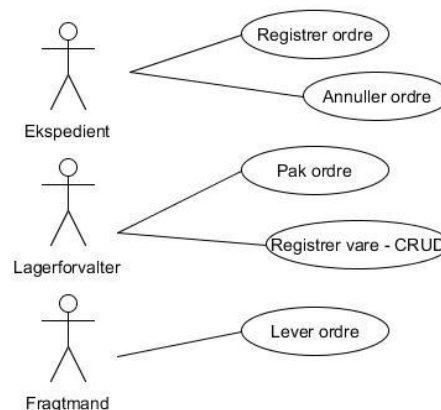 Registrer ordre
Annuller ordre
Ekspedient
Pak ordre
Registrer vare - CRUD
Lagerforvalter
Lever ordre
Fragtmand